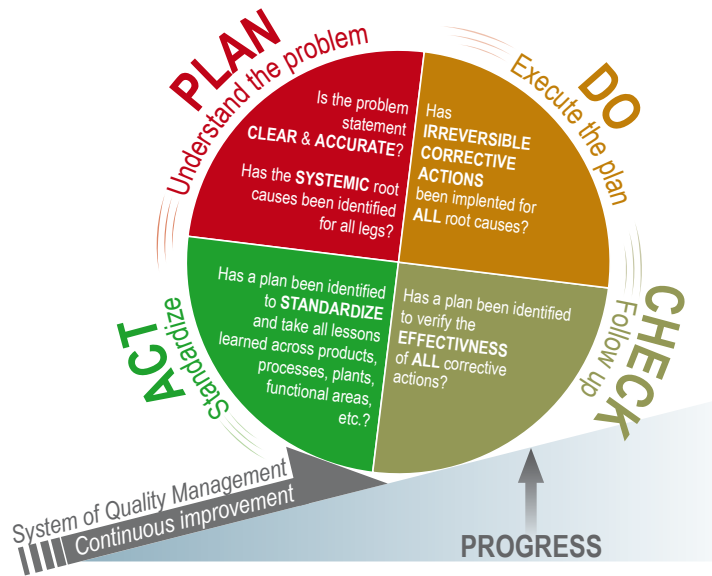 PLAN
Understand the problem
Is the problem
statement
CLEAR & ACCURATE?
Has the SYSTEMIC root
causes been identified
for all legs?
DO
Execute the plan
Has
IRREVERSIBLE
CORRECTIVE
ACTIONS
been implented for
ALL root causes?
CHECK
Follow up
Has a plan been identified
to verify the
EFFECTIVNESS
of ALL corrective
actions?
ACT
Standardize
Has a plan been identified
to STANDARDIZE
and take all lessons
learned across products,
processes, plants,
functional areas,
etc.?
System of Quality Management
Continuous improvement
PROGRESS